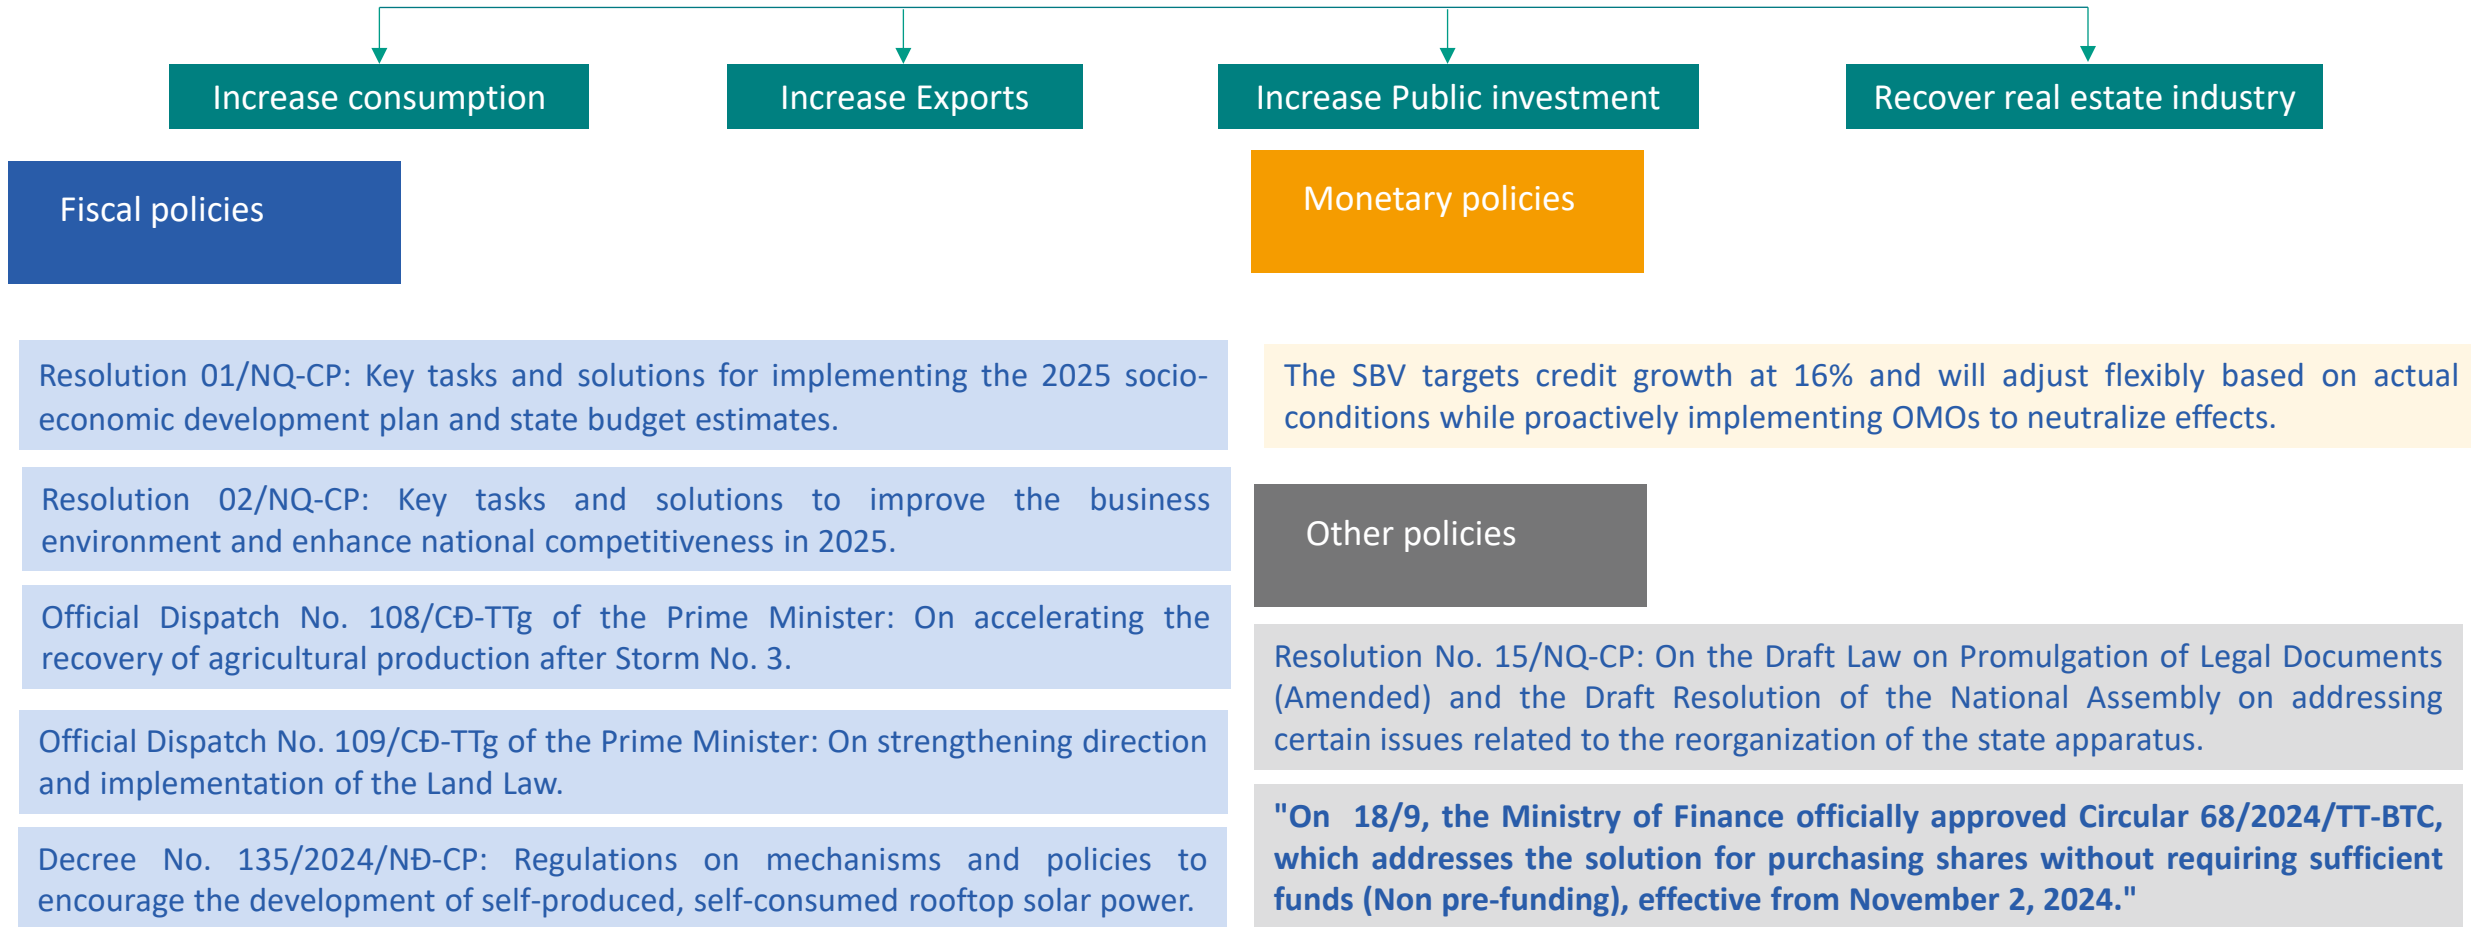 Increase consumption
Increase Exports
Increase Public investment
Recover real estate industry
Fiscal policies
Resolution 01/NQ-CP: Key tasks and solutions for implementing the 2025 socio-
economic development plan and state budget estimates.
Resolution 02/NQ-CP: Key tasks and solutions to improve the business
environment and enhance national competitiveness in 2025.
Official Dispatch No. 108/CĐ-TTg of the Prime Minister: On accelerating the
recovery of agricultural production after Storm No. 3.
Official Dispatch No. 109/CĐ-TTg of the Prime Minister: On strengthening direction
and implementation of the Land Law.
Decree No. 135/2024/NĐ-CP: Regulations on mechanisms and policies to
encourage the development of self-produced, self-consumed rooftop solar power.
Monetary policies
The SBV targets credit growth at 16% and will adjust flexibly based on actual
conditions while proactively implementing OMOs to neutralize effects.
Other policies
Resolution No. 15/NQ-CP: On the Draft Law on Promulgation of Legal Documents
(Amended) and the Draft Resolution of the National Assembly on addressing
certain issues related to the reorganization of the state apparatus.
"On 18/9, the Ministry of Finance officially approved Circular 68/2024/TT-BTC,
which addresses the solution for purchasing shares without requiring sufficient
funds (Non pre-funding), effective from November 2, 2024."